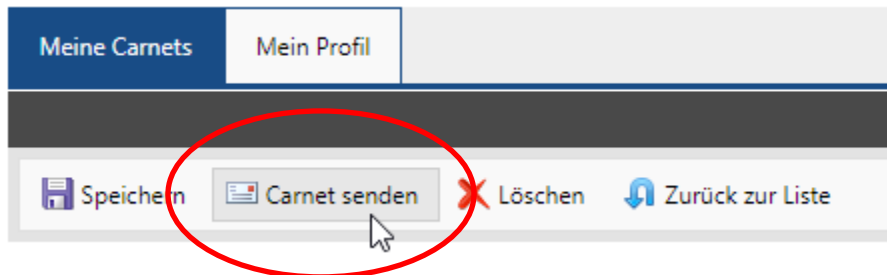 Meine Carnets Mein Profil
Speichern Carnet senden Löschen Zurück zur Liste